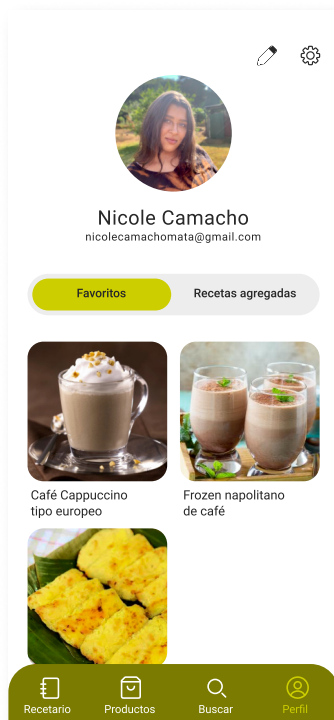 Nicole Camacho
nicolecamachomata@gmail.com
Favoritos
Recetas agregadas
Café Cappuccino
tipo europeo
Frozen napolitano
de café
Recetario
Productos
Buscar
Perfil